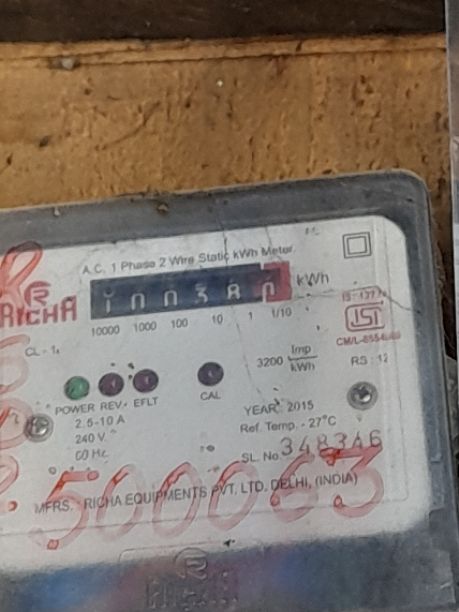 A.C. 1 Phase 2 Wire Static kWh Meter
RICHA
100380 kWh
10000 1000 100 10 1 1/10
CL - 1
3200 Imp/kWh
RS : 12
POWER REV. EFLT CAL
2.5-10 A
240 V.
YEAR 2015
Ref. Temp. - 27°C
SL. No 348346
500063
MFRS. : RICHA EQUIPMENTS PVT. LTD. DELHI, (INDIA)